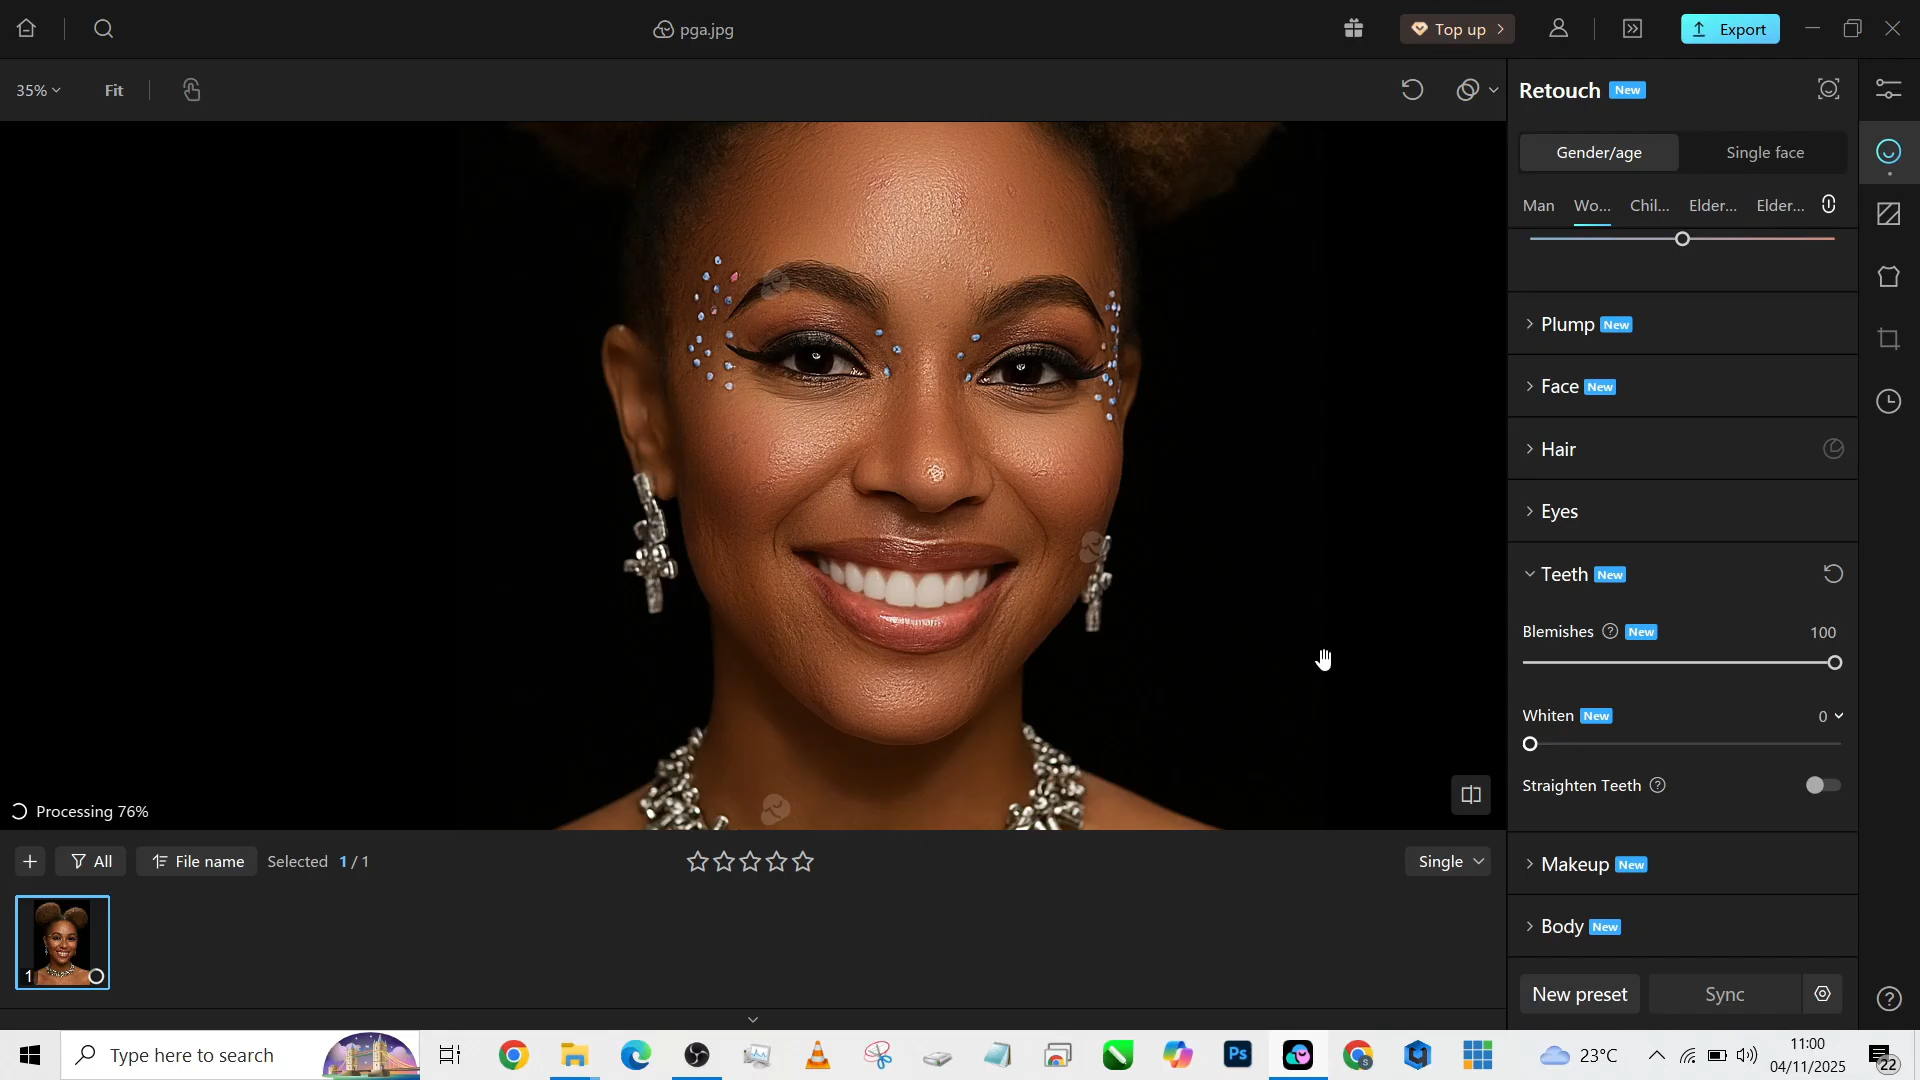 pga.jpg
Top up
Export
35%
Fit
Retouch New
Gender/age
Single face
Man
Wo...
Chil...
Elder...
Elder...
Plump New
Face New
Hair
Eyes
Teeth New
Blemishes New 100
Whiten New 0
Straighten Teeth
Makeup New
Body New
New preset
Sync
Processing 76%
All
File name
Selected 1 / 1
Single
1
Type here to search
Ps
S
23°C
11:00
04/11/2025
22